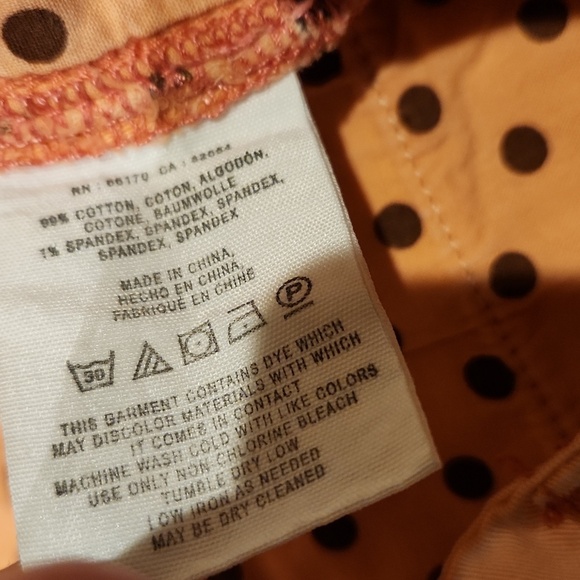 RN : 66170 CA : 52064
99% COTTON, COTON, ALGODÓN,
COTONE, BAUMWOLLE
1% SPANDEX, SPANDEX, SPANDEX,
SPANDEX, SPANDEX
MADE IN CHINA,
HECHO EN CHINA,
FABRIQUÉ EN CHINE
30 P
THIS GARMENT CONTAINS DYE WHICH
MAY DISCOLOR MATERIALS WITH WHICH
IT COMES IN CONTACT
MACHINE WASH COLD WITH LIKE COLORS
USE ONLY NON CHLORINE BLEACH
TUMBLE DRY LOW
LOW IRON AS NEEDED
MAY BE DRY CLEANED